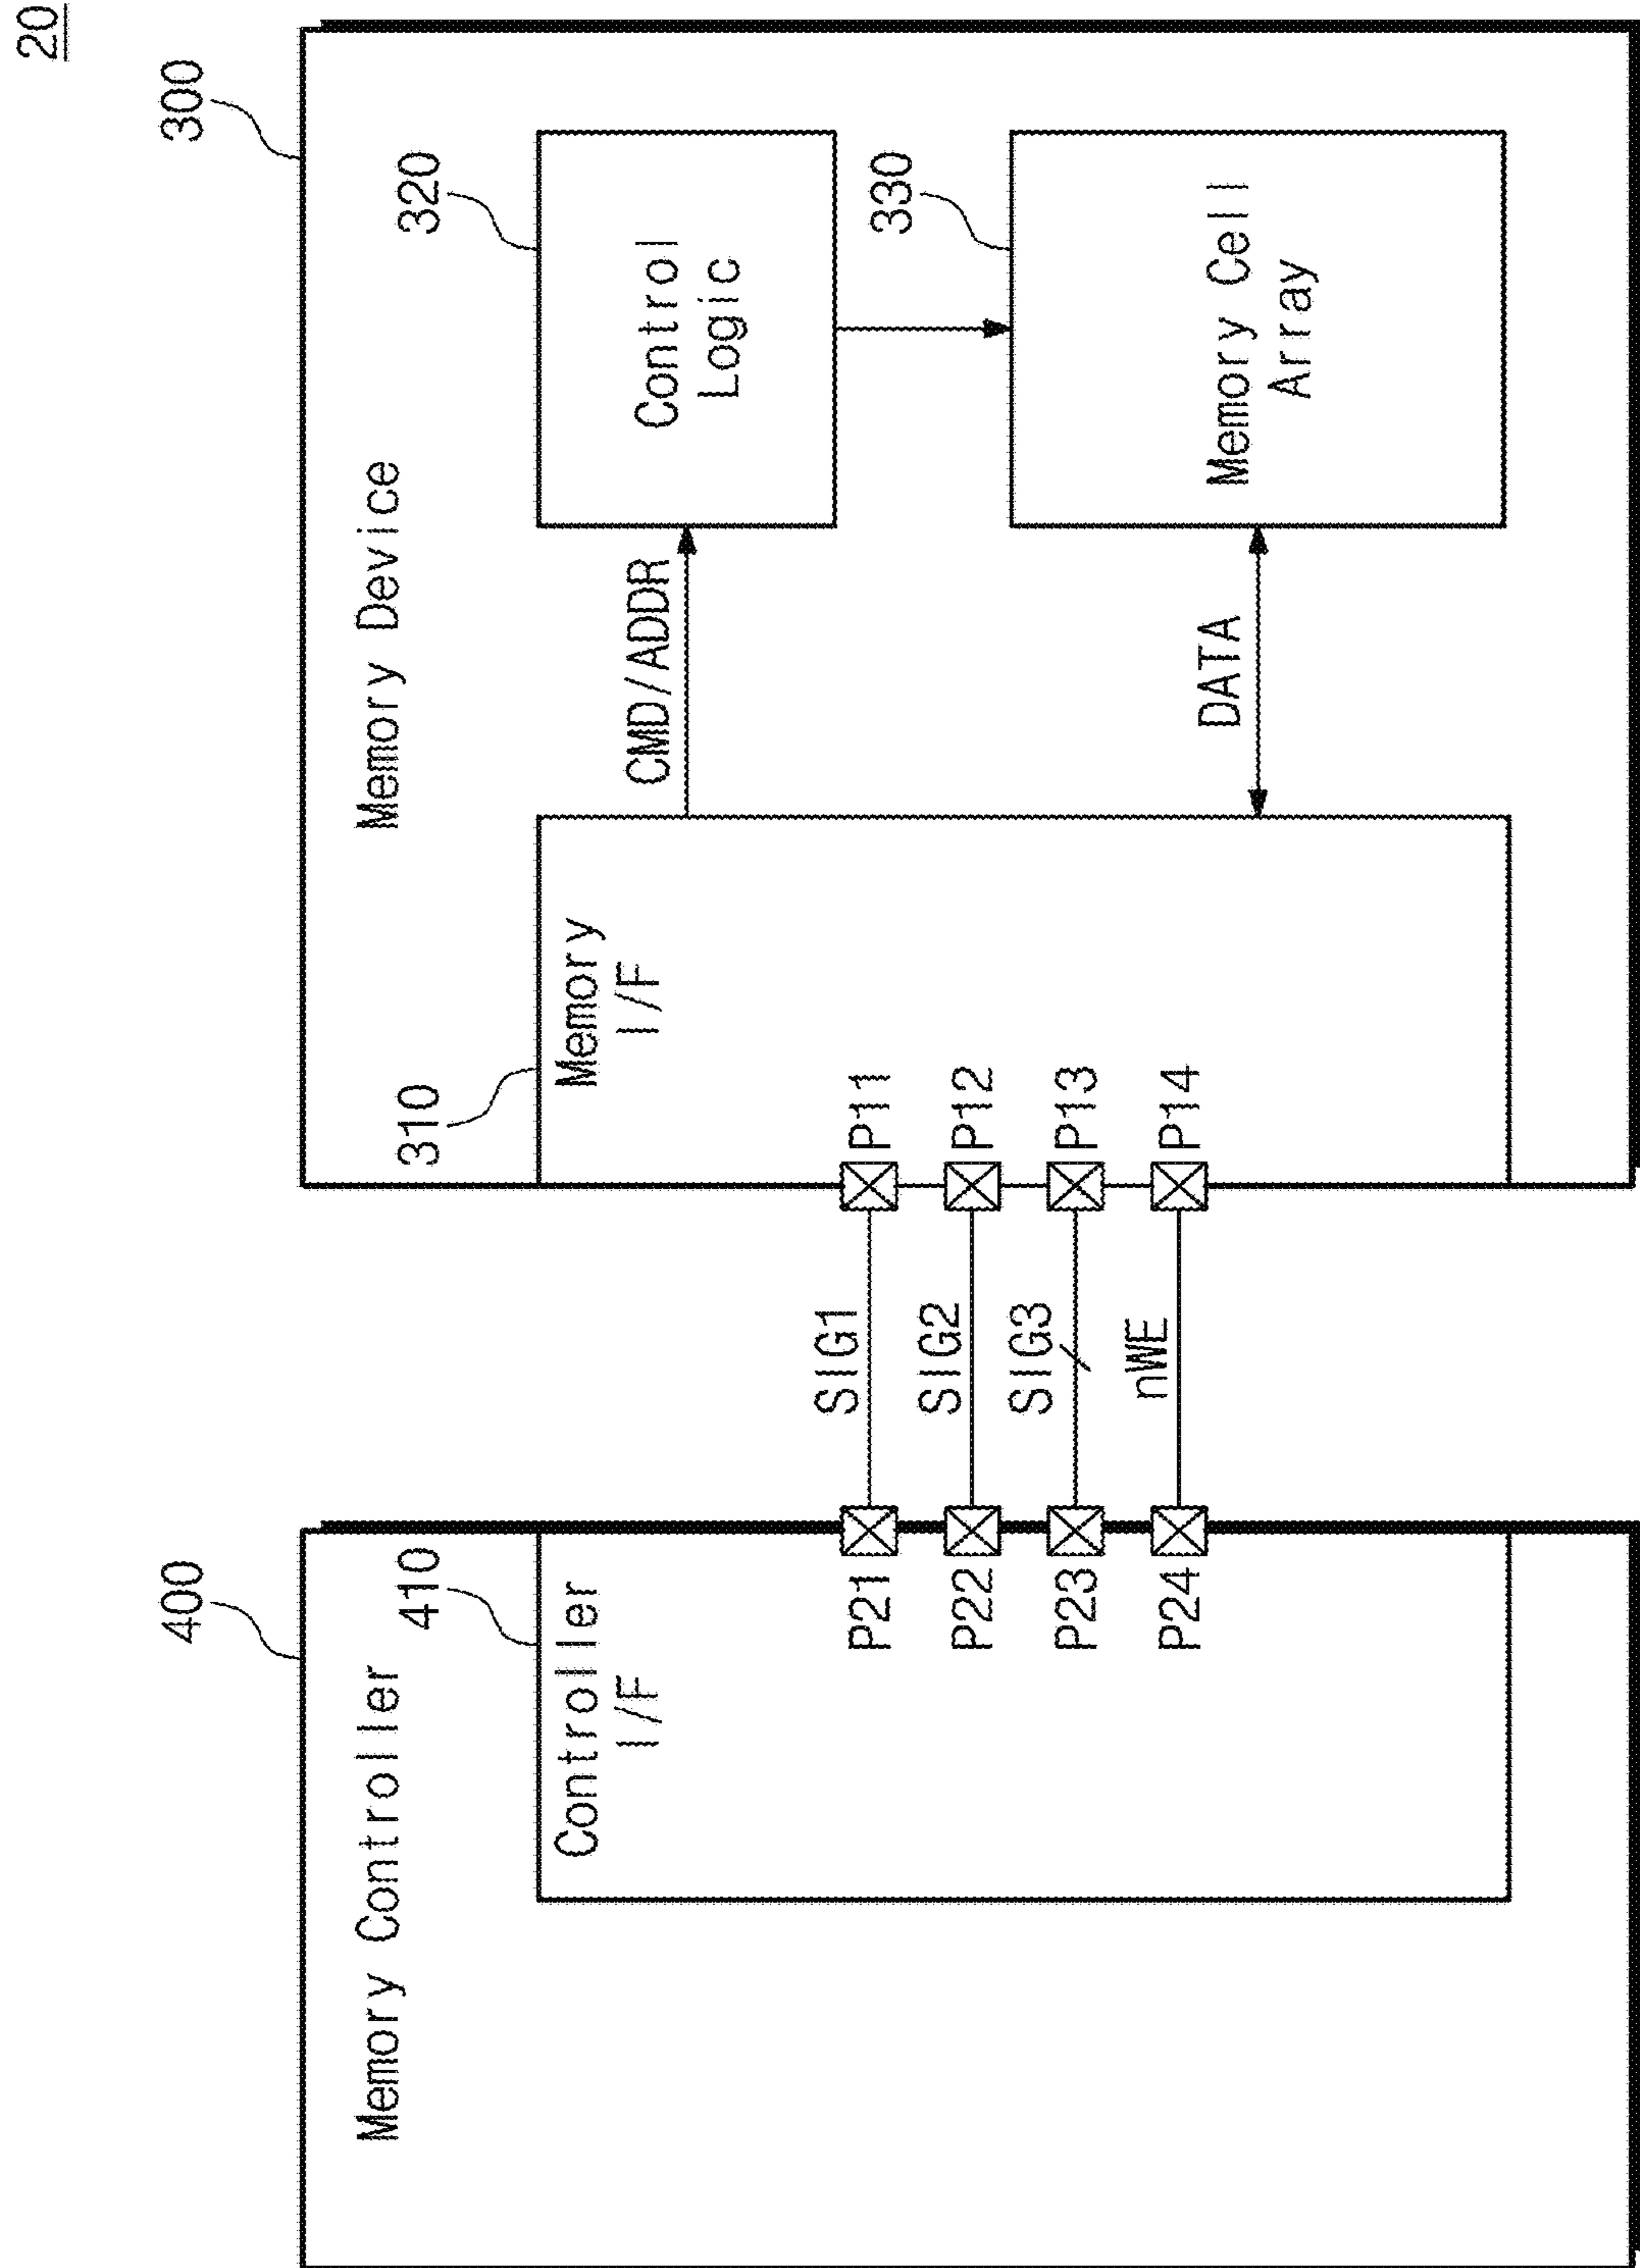 20
400
300
Memory Controller
Memory Device
410
310
320
Controller
I/F
Memory
I/F
CMD/ADDR
Control
Logic
P21
SIG1
P11
330
P22
SIG2
P12
P23
SIG3
P13
P24
nWE
P14
DATA
Memory Cell
Array